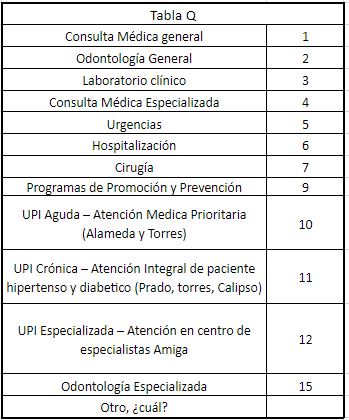 Tabla Q
Consulta Médica general 1
Odontología General 2
Laboratorio clínico 3
Consulta Médica Especializada 4
Urgencias 5
Hospitalización 6
Cirugía 7
Programas de Promoción y Prevención 9
UPI Aguda – Atención Medica Prioritaria
(Alameda y Torres) 10
UPI Crónica – Atención Integral de paciente
hipertenso y diabetico (Prado, torres, Calipso) 11
UPI Especializada – Atención en centro de
especialistas Amiga 12
Odontología Especializada 15
Otro, ¿cuál?